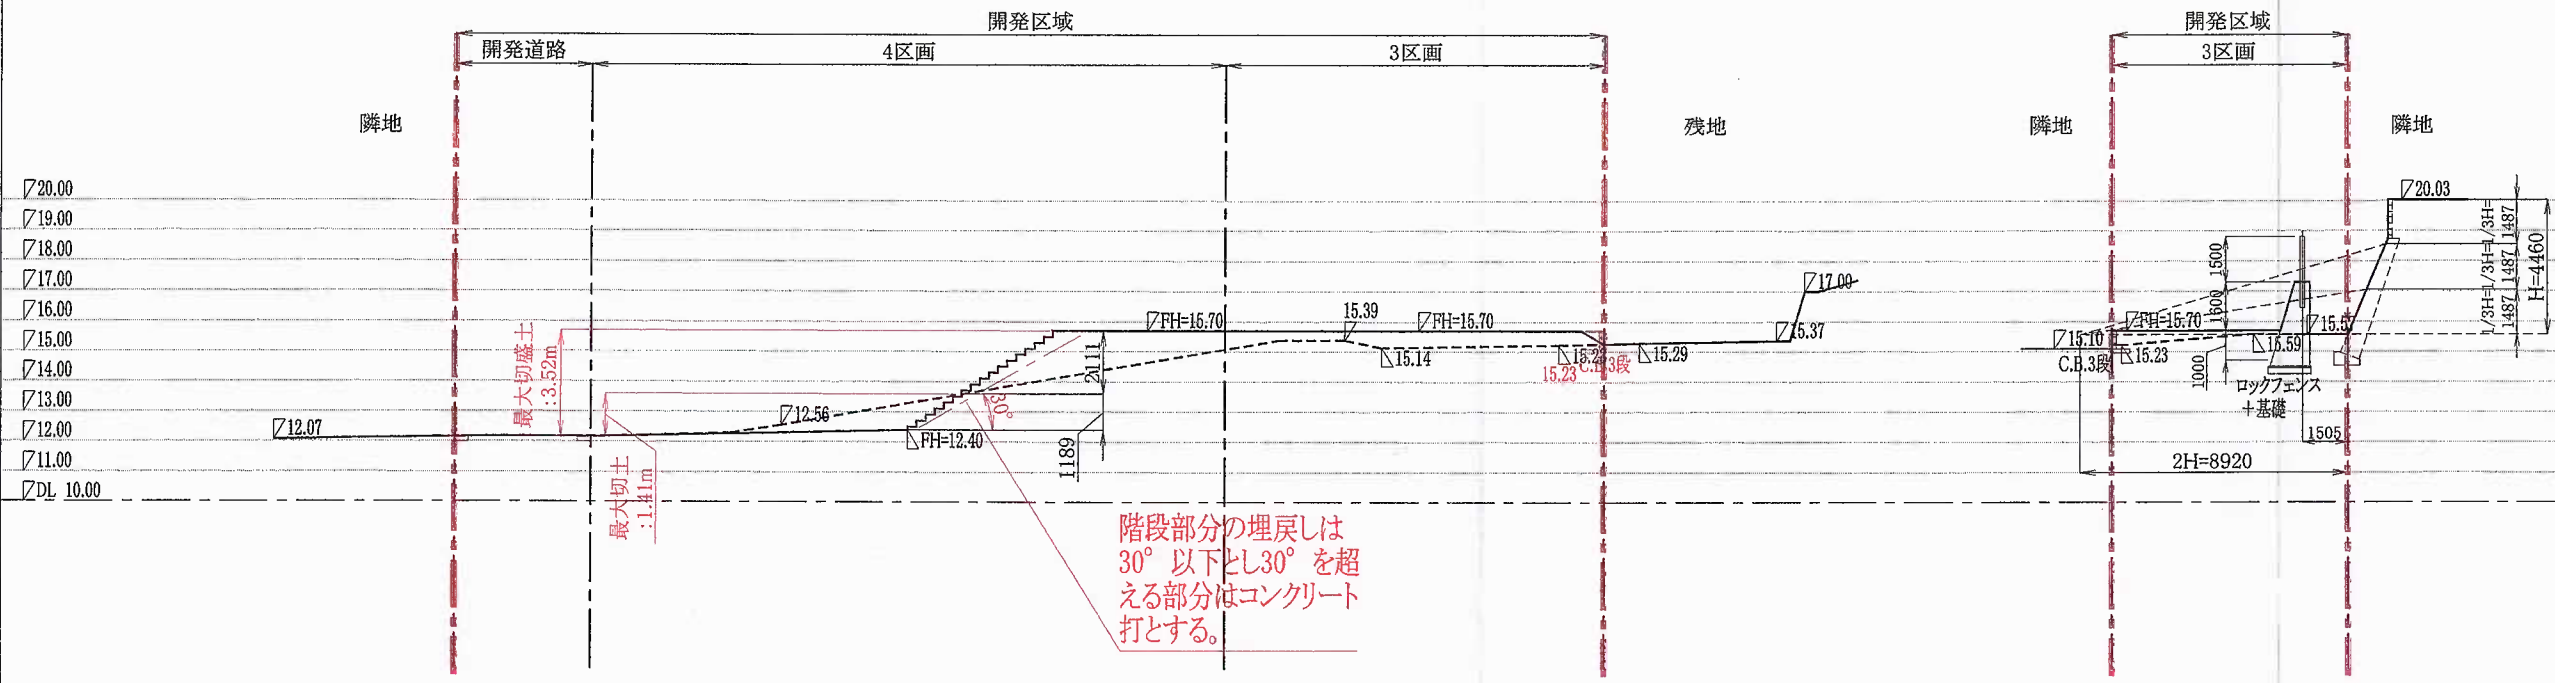 開発区域
開発道路
4区画
3区画
隣地
残地
開発区域
3区画
隣地
隣地
20.00
19.00
18.00
17.00
16.00
15.00
14.00
13.00
12.00
11.00
DL 10.00
12.07
最大切盛土
:3.52m
最大切土
:1.41m
12.56
FH=12.40
30°
2111
1189
FH=15.70
15.39
FH=15.70
15.14
15.23
C.B.3段
15.29
15.37
17.00
階段部分の埋戻しは
30°以下とし30°を超
える部分はコンクリート
打とする。
15.10
C.B.3段
FH=15.70
15.23
1000
1500
1600
15.59
ロックフェンス
+基礎
1505
2H=8920
20.03
1/3H=
1487
1/3H=
1487
1/3H=
1487
H=4460